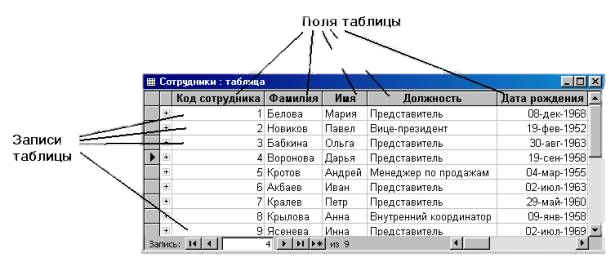 Поля таблицы
Сотрудники : таблица
Код сотрудника Фамилия Имя Должность Дата рождения
1 Белова Мария Представитель 08-дек-1968
2 Новиков Павел Вице-президент 19-фев-1952
Записи
таблицы
3 Бабкина Ольга Представитель 30-авг-1963
4 Воронова Дарья Представитель 19-сен-1958
5 Кротов Андрей Менеджер по продажам 04-мар-1955
6 Акбаев Иван Представитель 02-июл-1963
7 Кралев Петр Представитель 29-май-1960
8 Крылова Анна Внутренний координатор 09-янв-1958
9 Ясенева Инна Представитель 02-июл-1969
Запись: 4 из 9